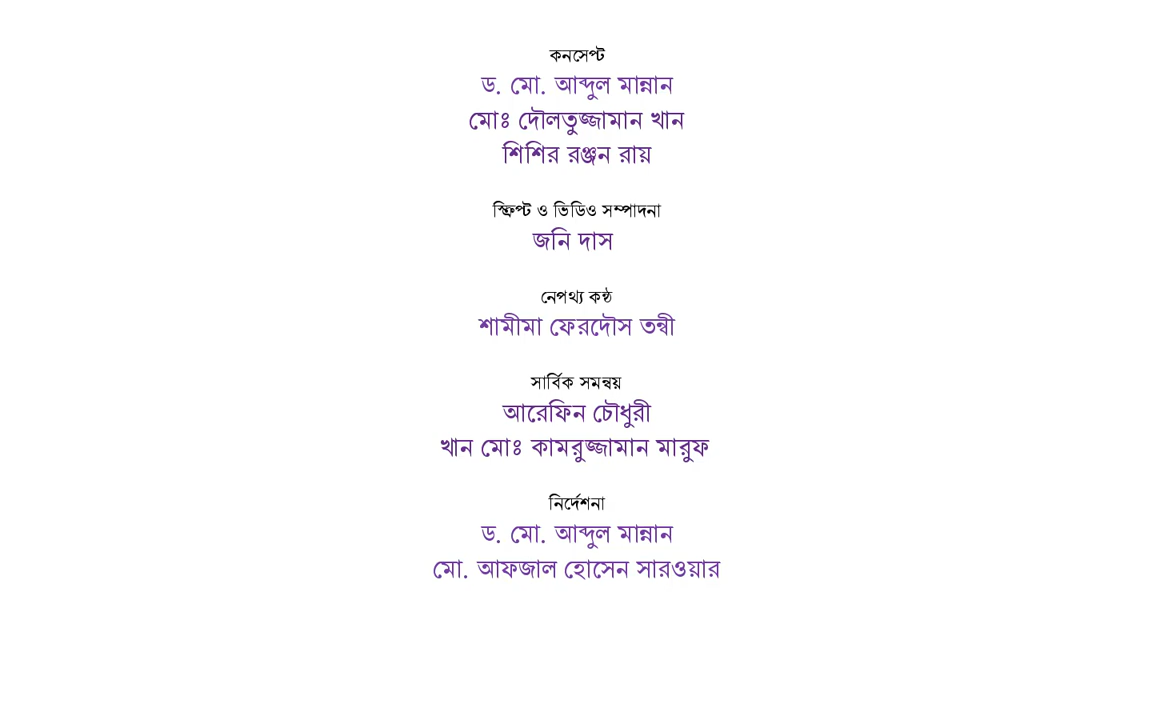 কনসেপ্ট
ড. মো. আব্দুল মান্নান
মোঃ দৌলতুজ্জামান খান
শিশির রঞ্জন রায়
স্ক্রিপ্ট ও ভিডিও সম্পাদনা
জনি দাস
নেপথ্য কন্ঠ
শামীমা ফেরদৌস তন্বী
সার্বিক সমন্বয়
আরেফিন চৌধুরী
খান মোঃ কামরুজ্জামান মারুফ
নির্দেশনা
ড. মো. আব্দুল মান্নান
মো. আফজাল হোসেন সারওয়ার